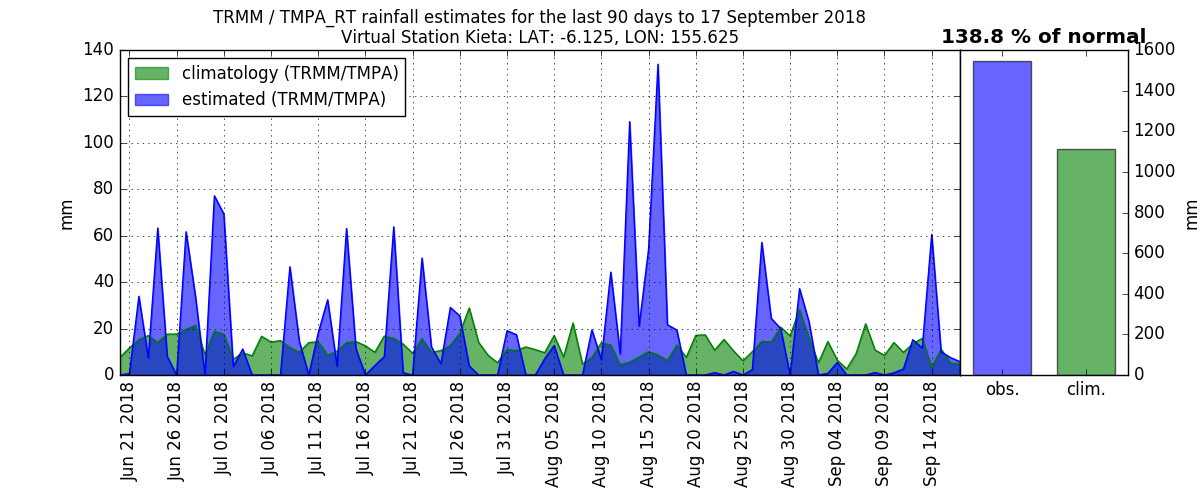 TRMM / TMPA_RT rainfall estimates for the last 90 days to 17 September 2018
Virtual Station Kieta: LAT: -6.125, LON: 155.625
138.8 % of normal
climatology (TRMM/TMPA)
estimated (TRMM/TMPA)
140
120
100
80
60
40
20
0
mm
Jun 21 2018
Jun 26 2018
Jul 01 2018
Jul 06 2018
Jul 11 2018
Jul 16 2018
Jul 21 2018
Jul 26 2018
Jul 31 2018
Aug 05 2018
Aug 10 2018
Aug 15 2018
Aug 20 2018
Aug 25 2018
Aug 30 2018
Sep 04 2018
Sep 09 2018
Sep 14 2018
1600
1400
1200
1000
800
600
400
200
0
mm
obs.
clim.